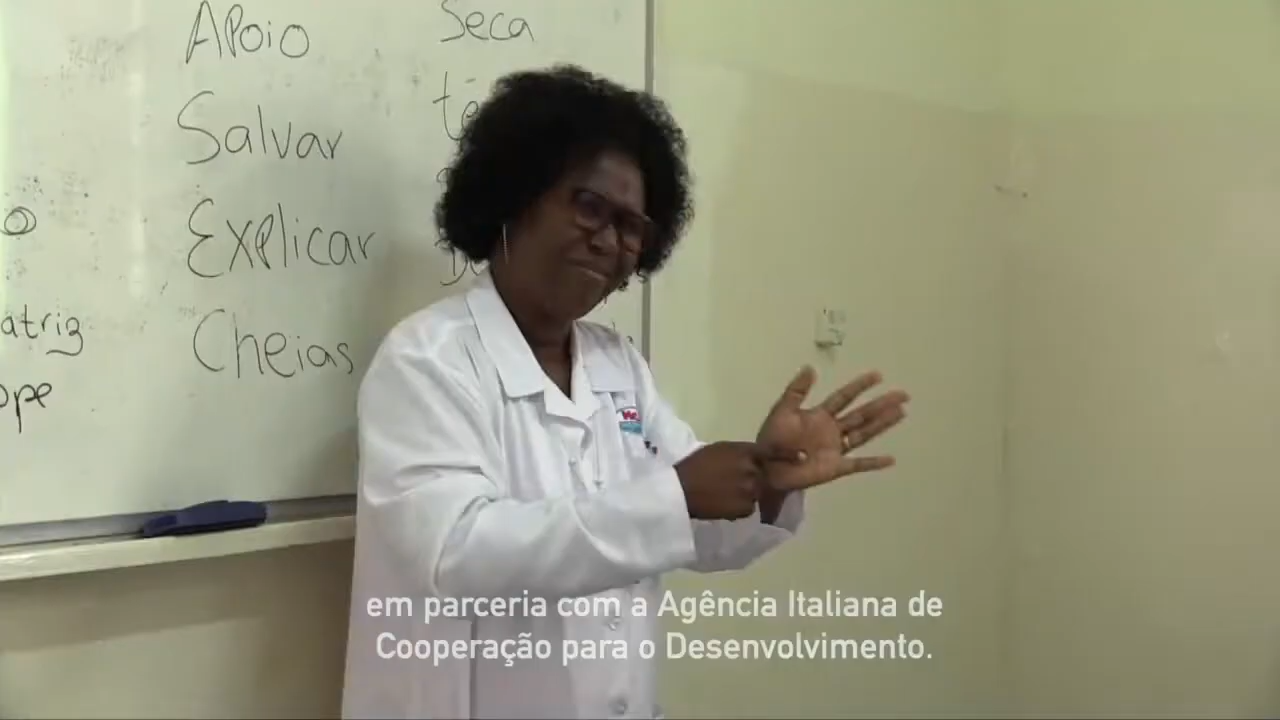 Apoio
Salvar
Explicar
Cheias
Seca
em parceria com a Agência Italiana de
Cooperação para o Desenvolvimento.